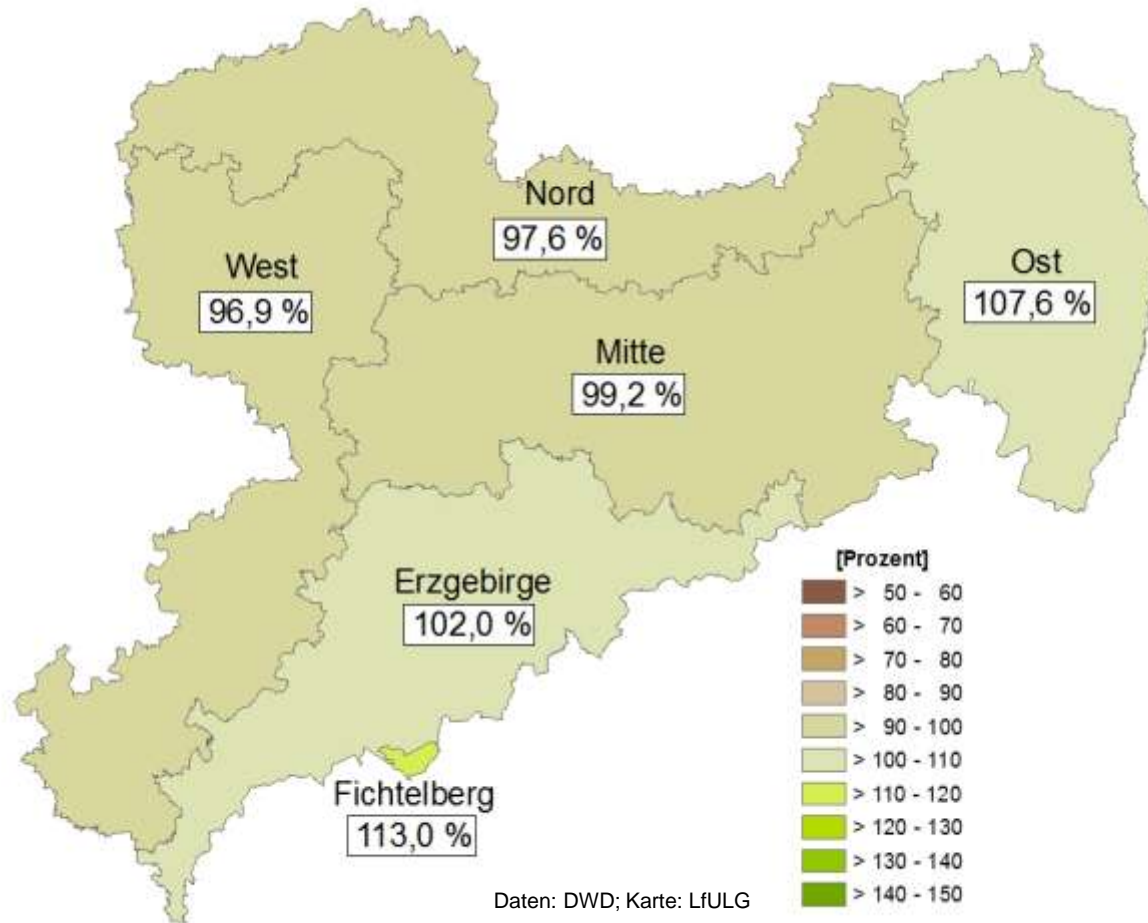 Nord
97,6 %
West
96,9 %
Ost
107,6 %
Mitte
99,2 %
Erzgebirge
102,0 %
Fichtelberg
113,0 %
[Prozent]
> 50 - 60
> 60 - 70
> 70 - 80
> 80 - 90
> 90 - 100
> 100 - 110
> 110 - 120
> 120 - 130
> 130 - 140
> 140 - 150
Daten: DWD; Karte: LfULG